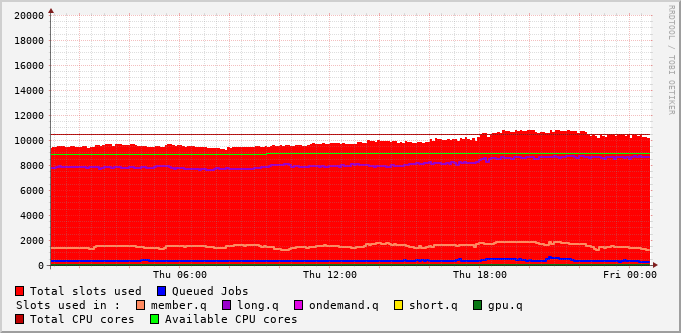 RRDTOOL / TOBI OETIKER
20000
18000
16000
14000
12000
10000
8000
6000
4000
2000
0
Thu 06:00 Thu 12:00 Thu 18:00 Fri 00:00
Total slots used Queued Jobs
Slots used in : member.q long.q ondemand.q short.q gpu.q
Total CPU cores Available CPU cores